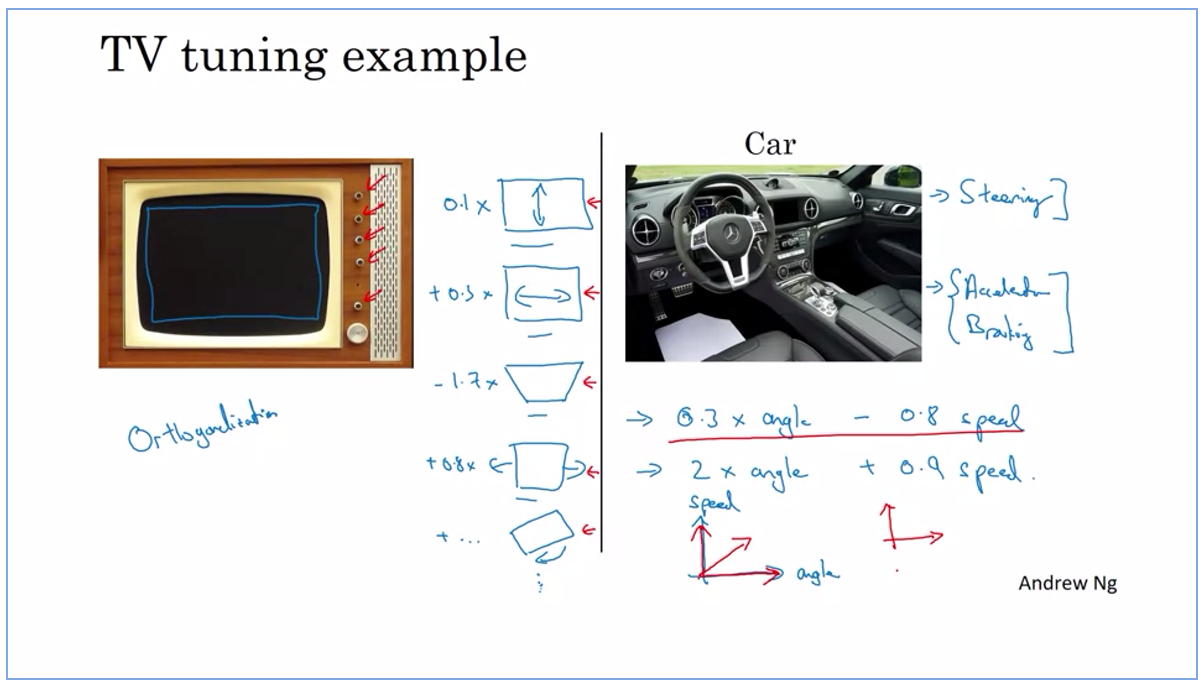 TV tuning example
Car
0.1 x
+ 0.3 x
- 1.7 x
+ 0.8 x
+ ...
Orthogonalization
→ Steering
→ Acceleration
Braking
→ 0.3 x angle - 0.8 speed
→ 2 x angle + 0.9 speed.
speed
angle
Andrew Ng